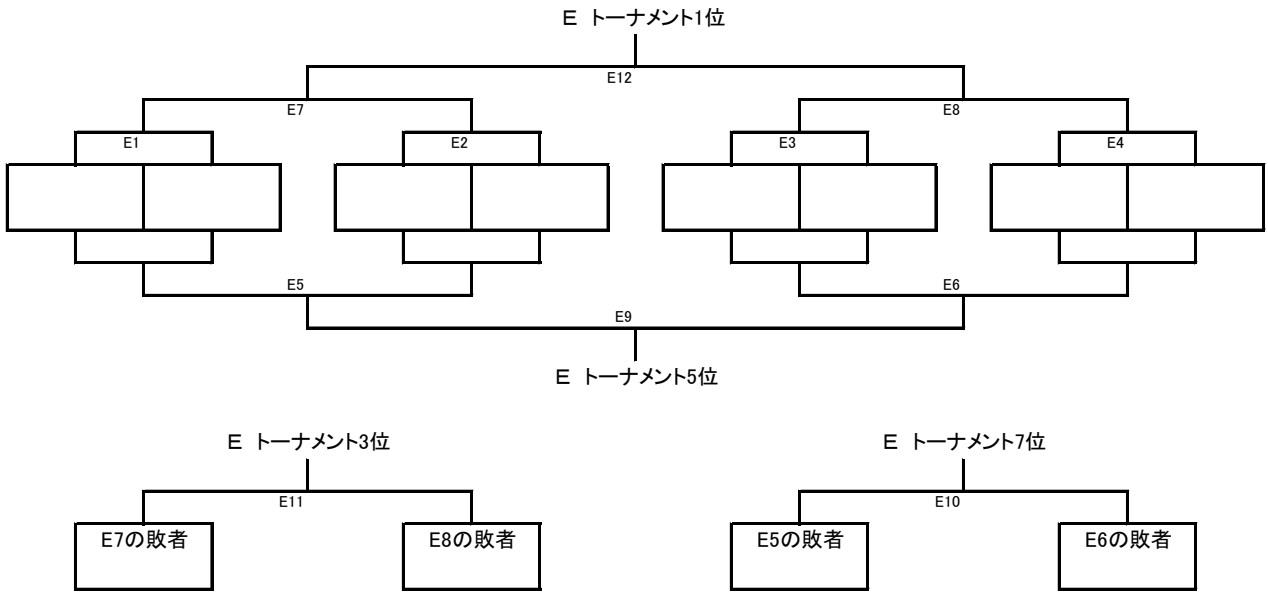 E トーナメント1位
E12
E7
E8
E1
E2
E3
E4
E5
E6
E9
E トーナメント5位
E トーナメント3位
E トーナメント7位
E11
E10
E7の敗者
E8の敗者
E5の敗者
E6の敗者